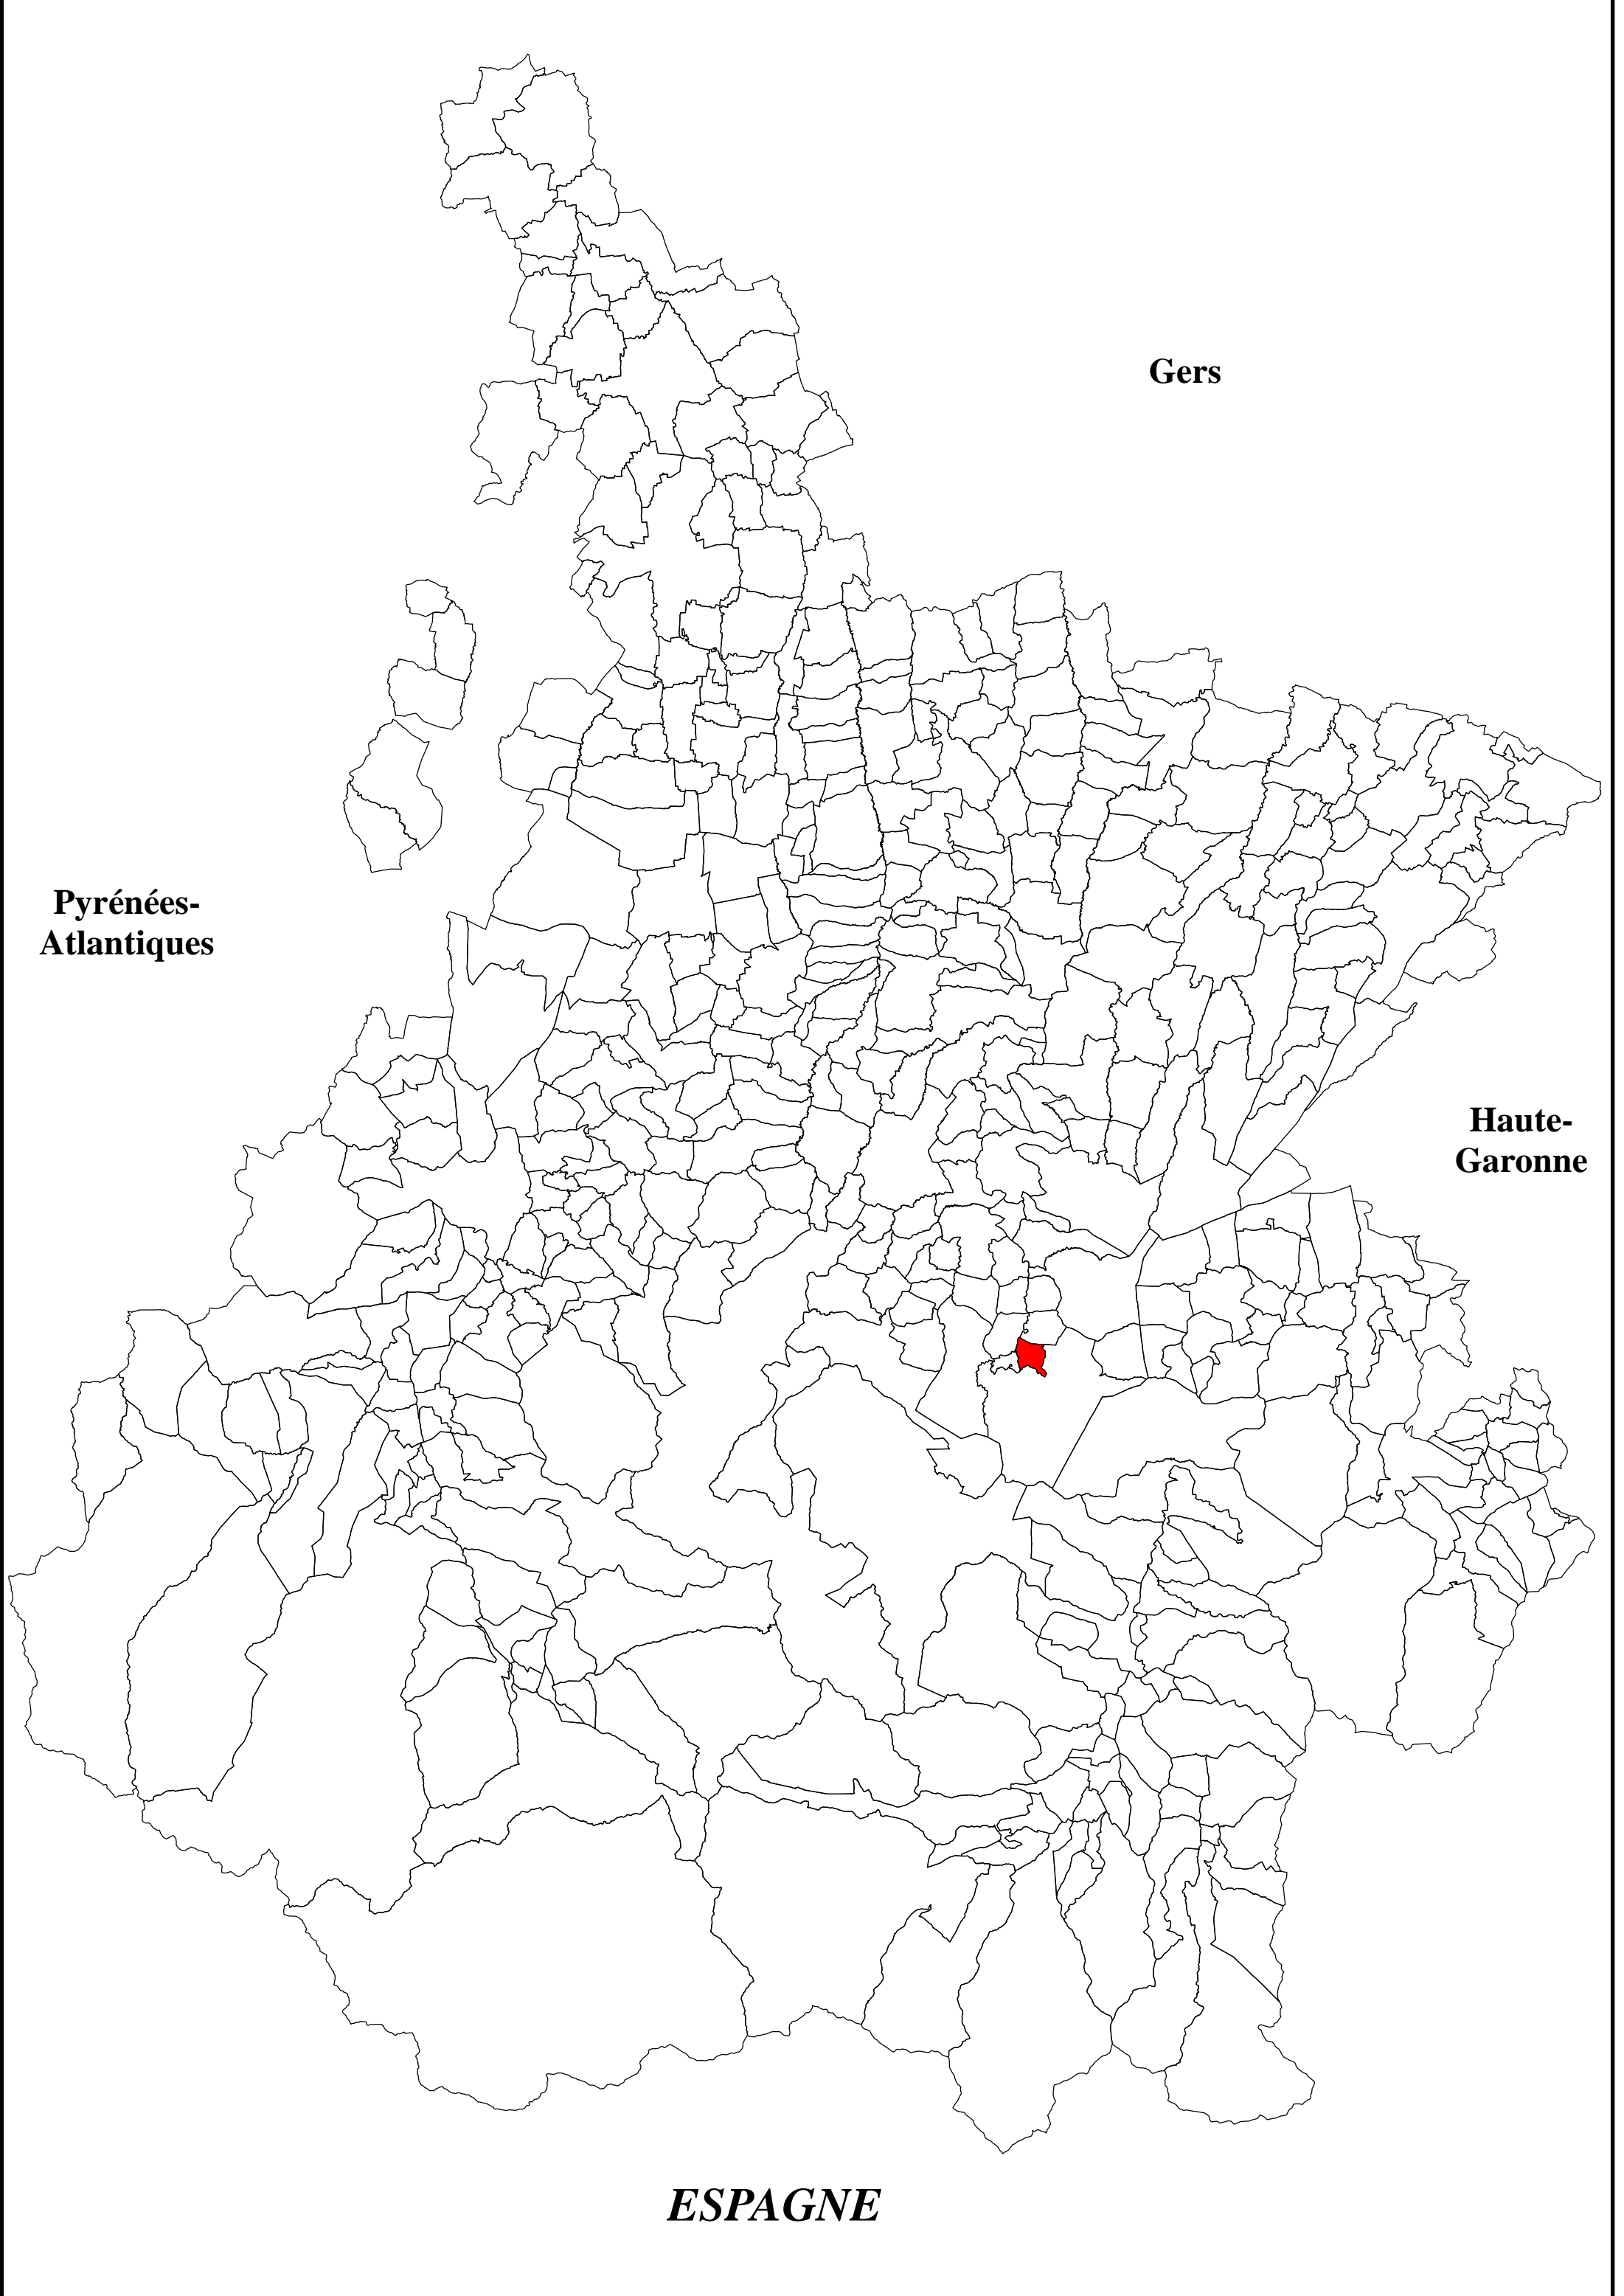 Gers
Pyrénées-
Atlantiques
Haute-
Garonne
ESPAGNE